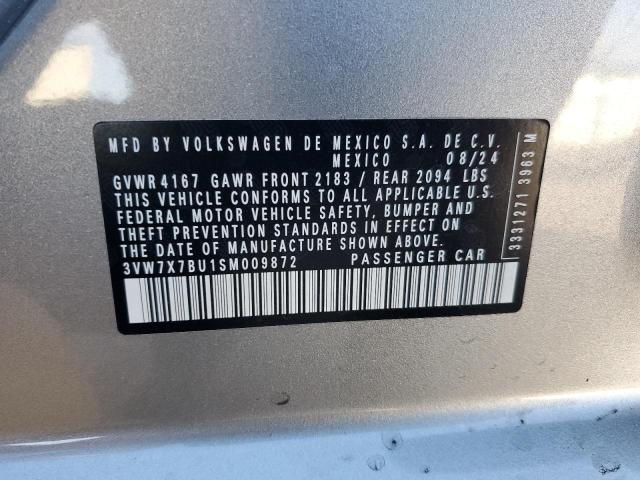 MFD BY VOLKSWAGEN DE MEXICO S.A. DE C.V.
MEXICO 08/24
GVWR 4167 GAWR FRONT 2183 / REAR 2094 LBS
THIS VEHICLE CONFORMS TO ALL APPLICABLE U.S.
FEDERAL MOTOR VEHICLE SAFETY, BUMPER AND
THEFT PREVENTION STANDARDS IN EFFECT ON
THE DATE OF MANUFACTURE SHOWN ABOVE.
3VW7X7BU1SM009872 PASSENGER CAR
3331271 3963 M